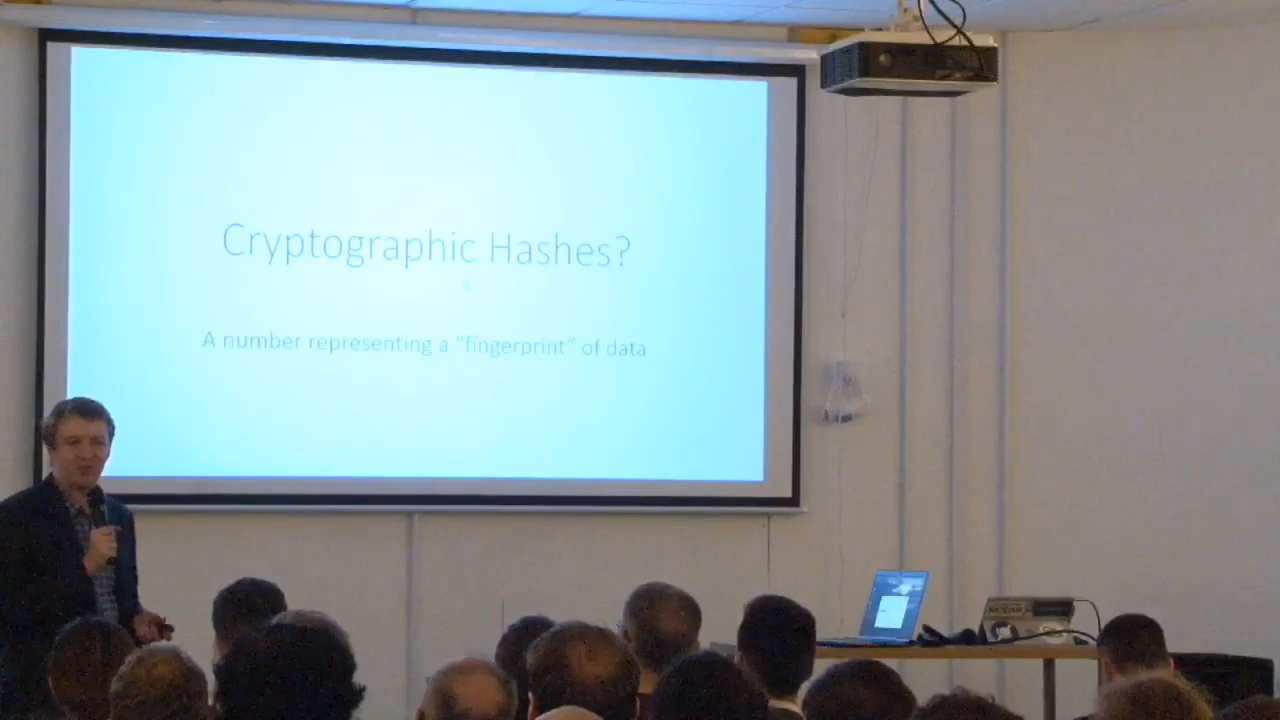 Cryptographic Hashes?
A number representing a "fingerprint" of data